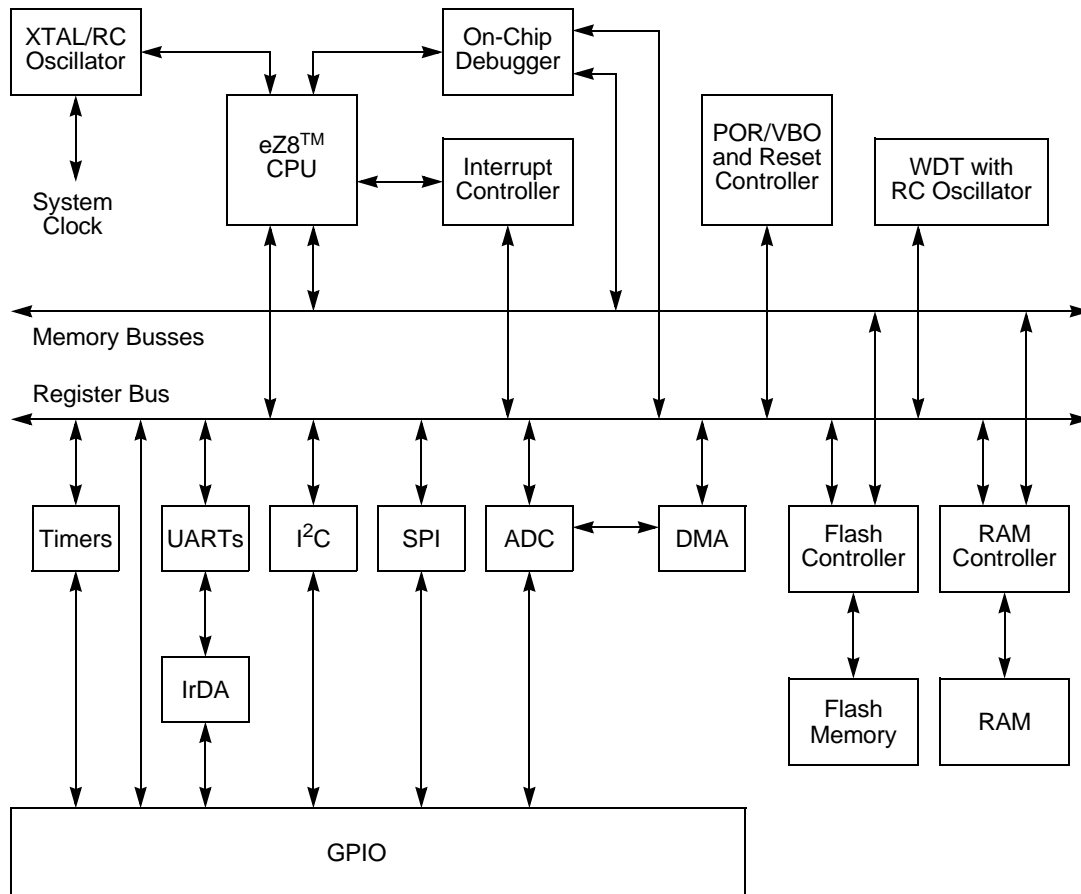 XTAL/RC
Oscillator
On-Chip
Debugger
eZ8™
CPU
Interrupt
Controller
POR/VBO
and Reset
Controller
WDT with
RC Oscillator
System
Clock
Memory Busses
Register Bus
Timers
UARTs
I²C
SPI
ADC
DMA
Flash
Controller
RAM
Controller
IrDA
Flash
Memory
RAM
GPIO